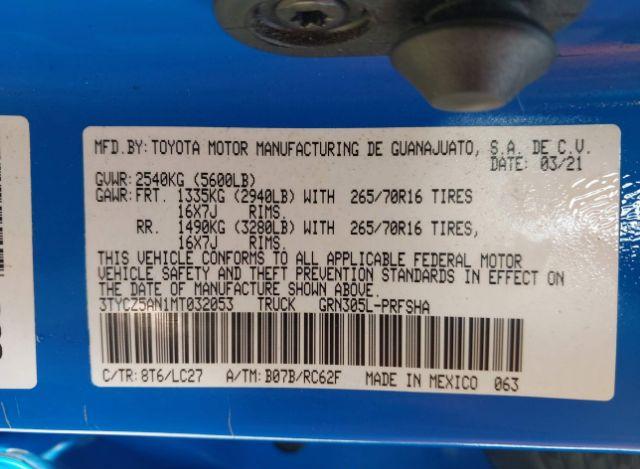 MFD.BY: TOYOTA MOTOR MANUFACTURING DE GUANAJUATO, S.A. DE C.V.
DATE: 03/21
GVWR: 2540KG (5600LB)
GAWR: FRT. 1335KG (2940LB) WITH 265/70R16 TIRES
16X7J RIMS.
RR. 1490KG (3280LB) WITH 265/70R16 TIRES,
16X7J RIMS.
THIS VEHICLE CONFORMS TO ALL APPLICABLE FEDERAL MOTOR
VEHICLE SAFETY AND THEFT PREVENTION STANDARDS IN EFFECT ON
THE DATE OF MANUFACTURE SHOWN ABOVE.
3TYCZ5AN1MT032053 TRUCK GRN305L-PRFSHA
C/TR: 8T6/LC27 A/TM: B07B/RC62F MADE IN MEXICO 063